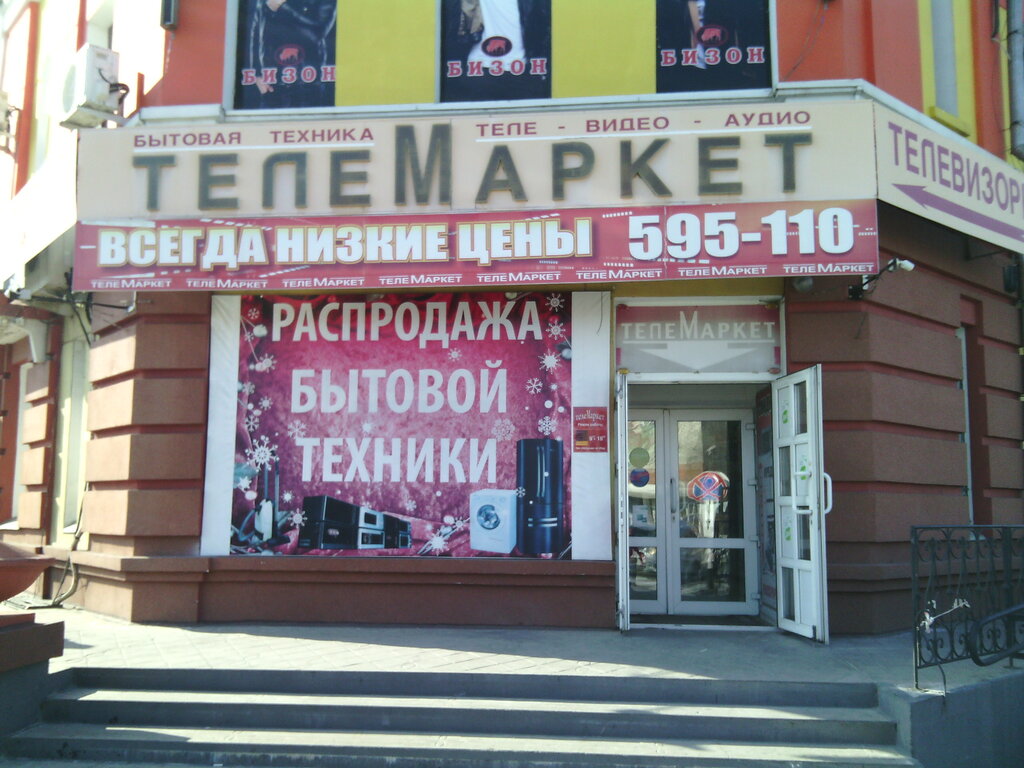 БИЗОН
БИЗОН
БИЗОН
БЫТОВАЯ ТЕХНИКА
ТЕЛЕ - ВИДЕО - АУДИО
ТЕЛЕМАРКЕТ
ТЕЛЕВИЗОР
ВСЕГДА НИЗКИЕ ЦЕНЫ 595-110
ТЕЛЕМАРКЕТ ТЕЛЕМАРКЕТ ТЕЛЕМАРКЕТ ТЕЛЕМАРКЕТ ТЕЛЕМАРКЕТ ТЕЛЕМАРКЕТ ТЕЛЕМАРКЕТ
РАСПРОДАЖА
БЫТОВОЙ
ТЕХНИКИ
ТЕЛЕМАРКЕТ
ТЕЛЕМАРКЕТ